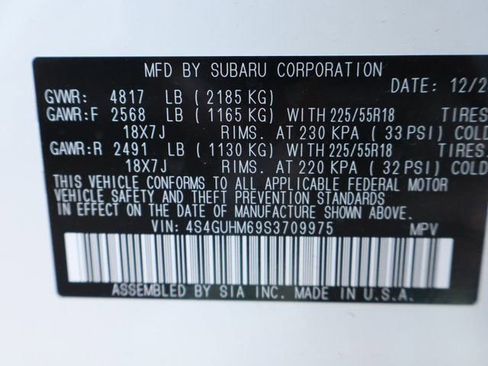 MFD BY SUBARU CORPORATION
DATE: 12/2
GVWR: 4817 LB ( 2185 KG)
GAWR:F 2568 LB ( 1165 KG) WITH 225/55R18 TIRES
18X7J RIMS. AT 230 KPA ( 33 PSI) COLD
GAWR:R 2491 LB ( 1130 KG) WITH 225/55R18 TIRES.
18X7J RIMS. AT 220 KPA ( 32 PSI) COLD
THIS VEHICLE CONFORMS TO ALL APPLICABLE FEDERAL MOTOR
VEHICLE SAFETY AND THEFT PREVENTION STANDARDS
IN EFFECT ON THE DATE OF MANUFACTURE SHOWN ABOVE.
VIN: 4S4GUHM69S3709975 MPV
ASSEMBLED BY SIA INC. MADE IN U.S.A.